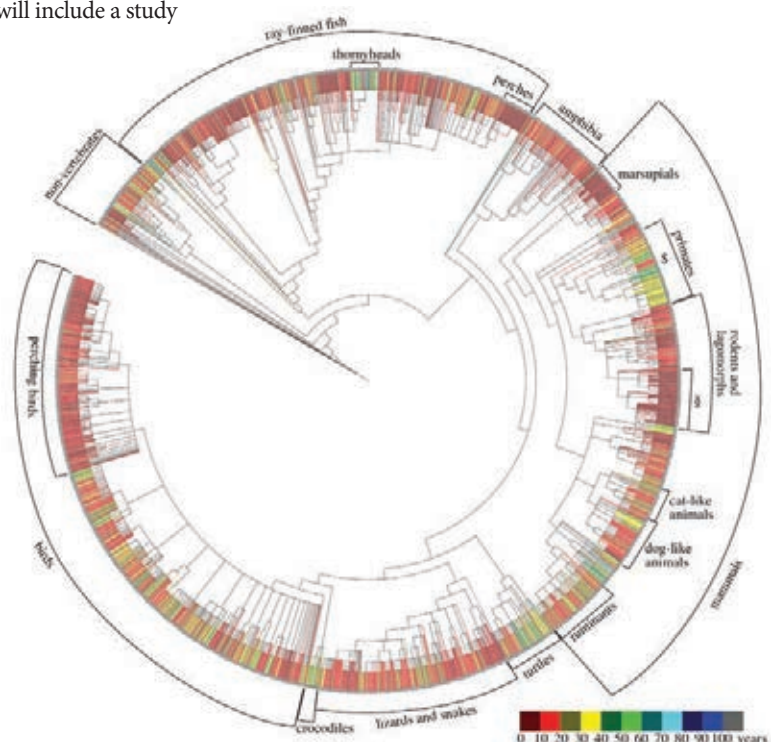 will include a study
ray-finned fish
thornyheads
perches
amphibia
non-vertebrates
marsupials
primates
$
rodents and
lagomorphs
$
perching birds
cat-like
animals
dog-like
animals
mammals
birds
ruminants
turtles
lizards and snakes
crocodiles
0 10 20 30 40 50 60 70 80 90 100 years